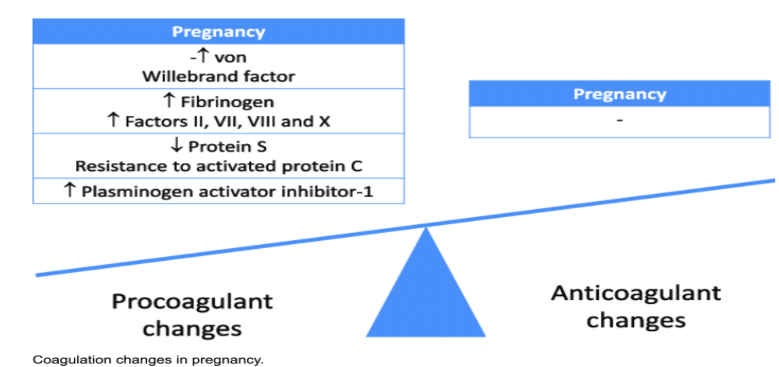 Pregnancy
-↑ von
Willebrand factor
↑ Fibrinogen
↑ Factors II, VII, VIII and X
↓ Protein S
Resistance to activated protein C
↑ Plasminogen activator inhibitor-1
Pregnancy
-
Procoagulant
changes
Anticoagulant
changes
Coagulation changes in pregnancy.